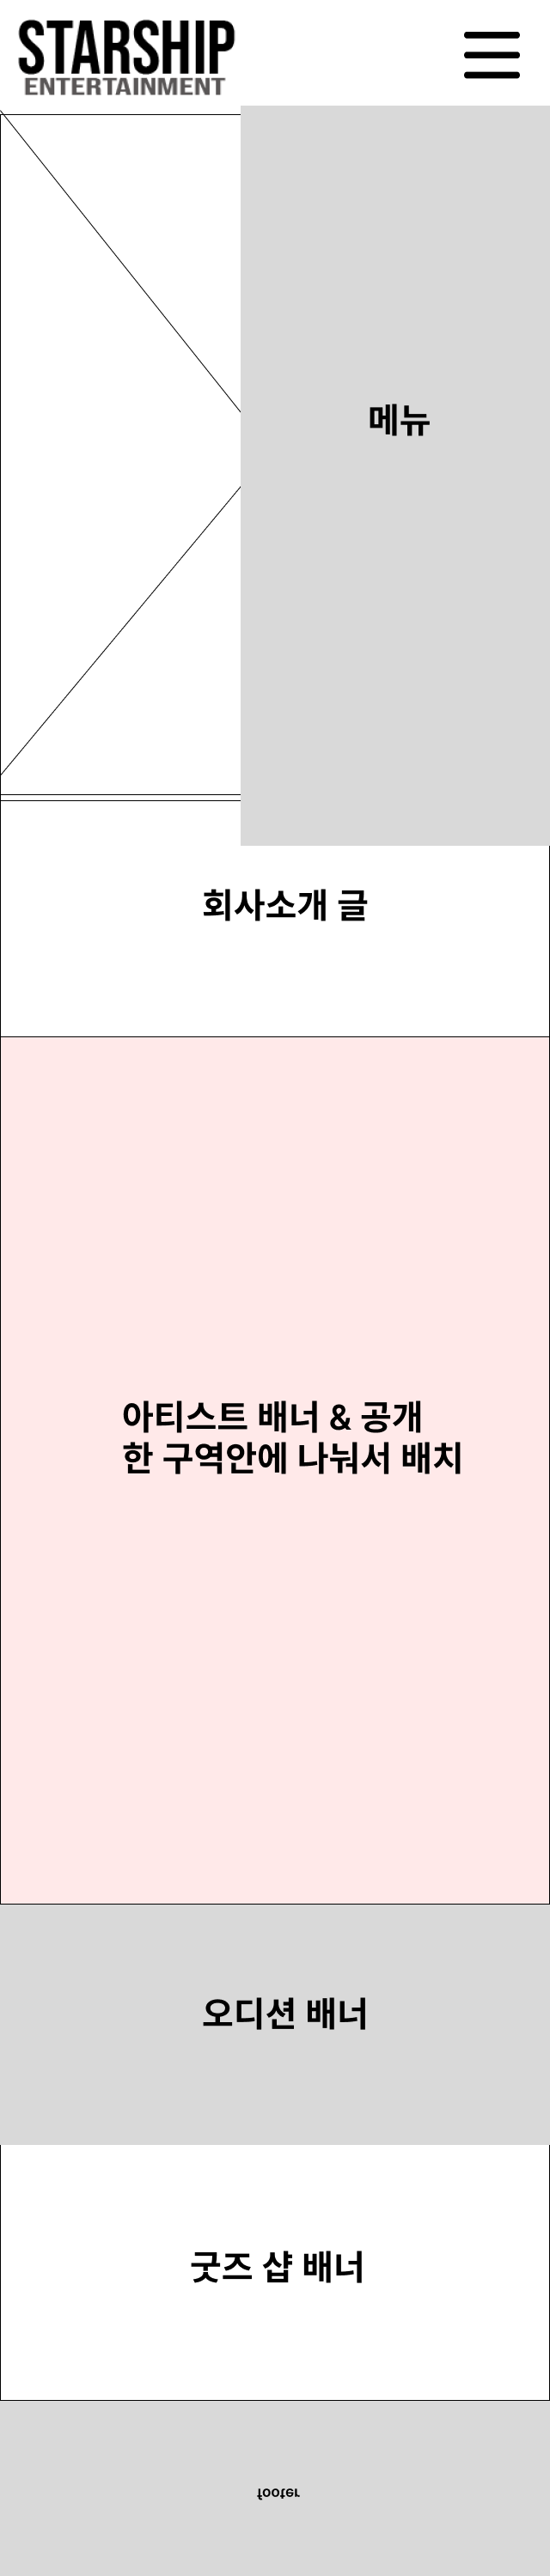 STARSHIP
ENTERTAINMENT
메뉴
회사소개 글
아티스트 배너 & 공개
한 구역안에 나눠서 배치
오디션 배너
굿즈 샵 배너
footer